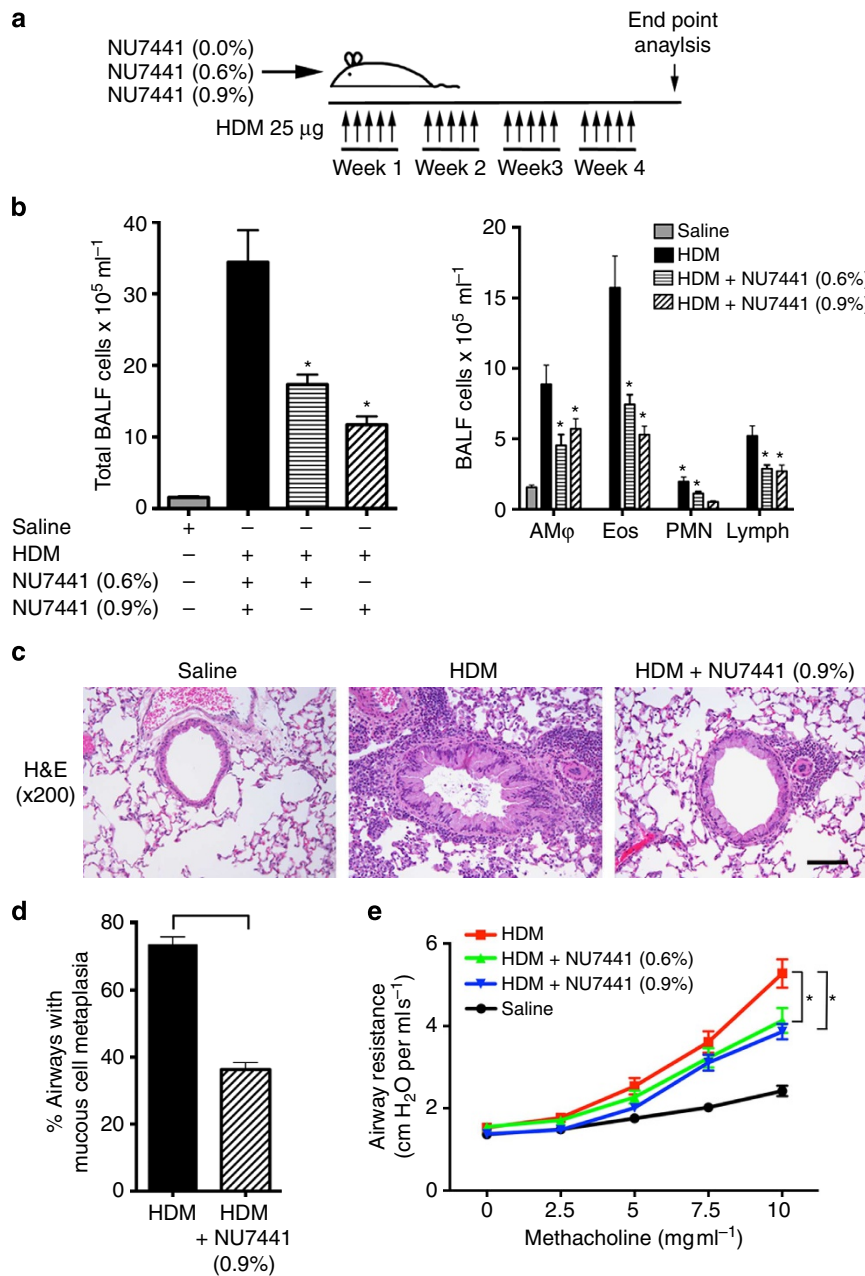 a
NU7441 (0.0%)
NU7441 (0.6%)
NU7441 (0.9%)
End point
anaylsis
HDM 25 μg
Week 1 Week 2 Week3 Week 4
b
Total BALF cells x 10⁵ ml⁻¹
40
30
20
10
0
Saline + − − −
HDM − + + +
NU7441 (0.6%) − + + −
NU7441 (0.9%) − + − +
* *
BALF cells x 10⁵ ml⁻¹
20
15
10
5
0
Saline
HDM
HDM + NU7441 (0.6%)
HDM + NU7441 (0.9%
* * * * * * * *
AMφ Eos PMN Lymph
c
Saline HDM HDM + NU7441 (0.9%)
H&E
(x200)
d
% Airways with
mucous cell metaplasia
80
60
40
20
0
HDM HDM
+ NU7441
(0.9%)
e
HDM
HDM + NU7441 (0.6%)
HDM + NU7441 (0.9%)
Saline
Airway resistance
(cm H₂O per mls⁻¹)
6
4
2
0
* *
0 2.5 5 7.5 10
Methacholine (mgml⁻¹)